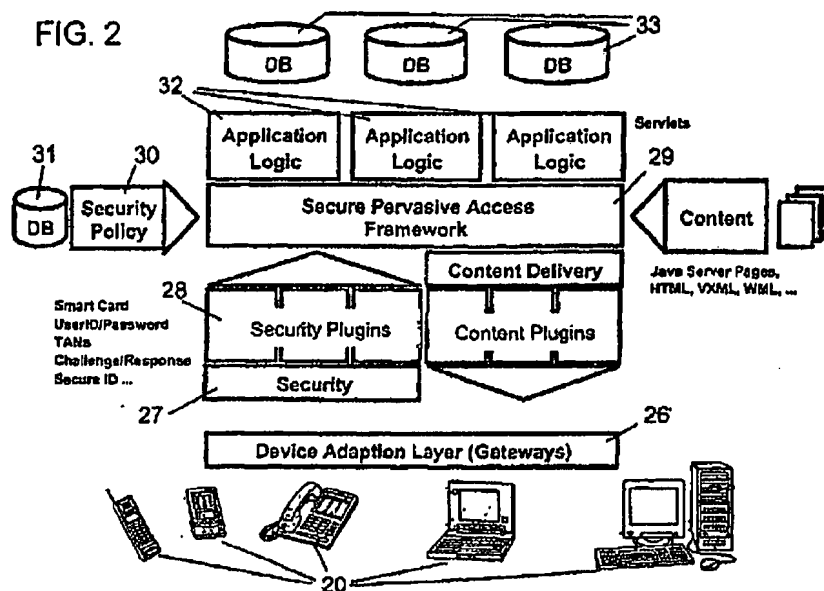 FIG. 2
33
DB
DB
DB
32
Application
Logic
Application
Logic
Application
Logic
Servlets
31
30
29
DB
Security
Policy
Secure Pervasive Access
Framework
Content
Content Delivery
Java Server Pages,
HTML, VXML, WML, ...
28
Smart Card
UserID/Password
TANs
Challenge/Response
Secure ID ...
Security Plugins
Content Plugins
Security
27
26
Device Adaption Layer (Gateways)
20